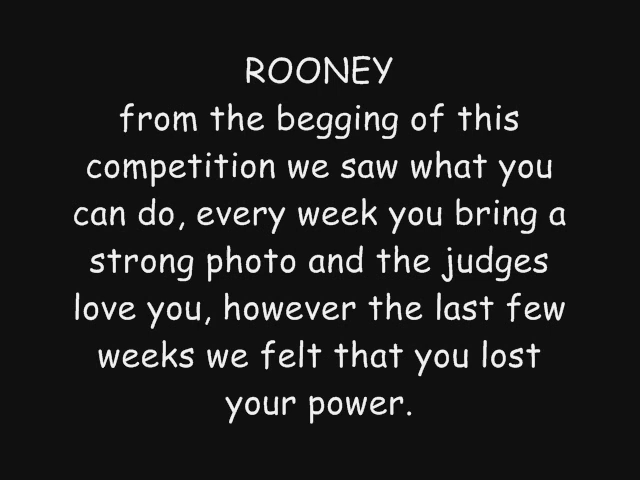 ROONEY
from the begging of this
competition we saw what you
can do, every week you bring a
strong photo and the judges
love you, however the last few
weeks we felt that you lost
your power.